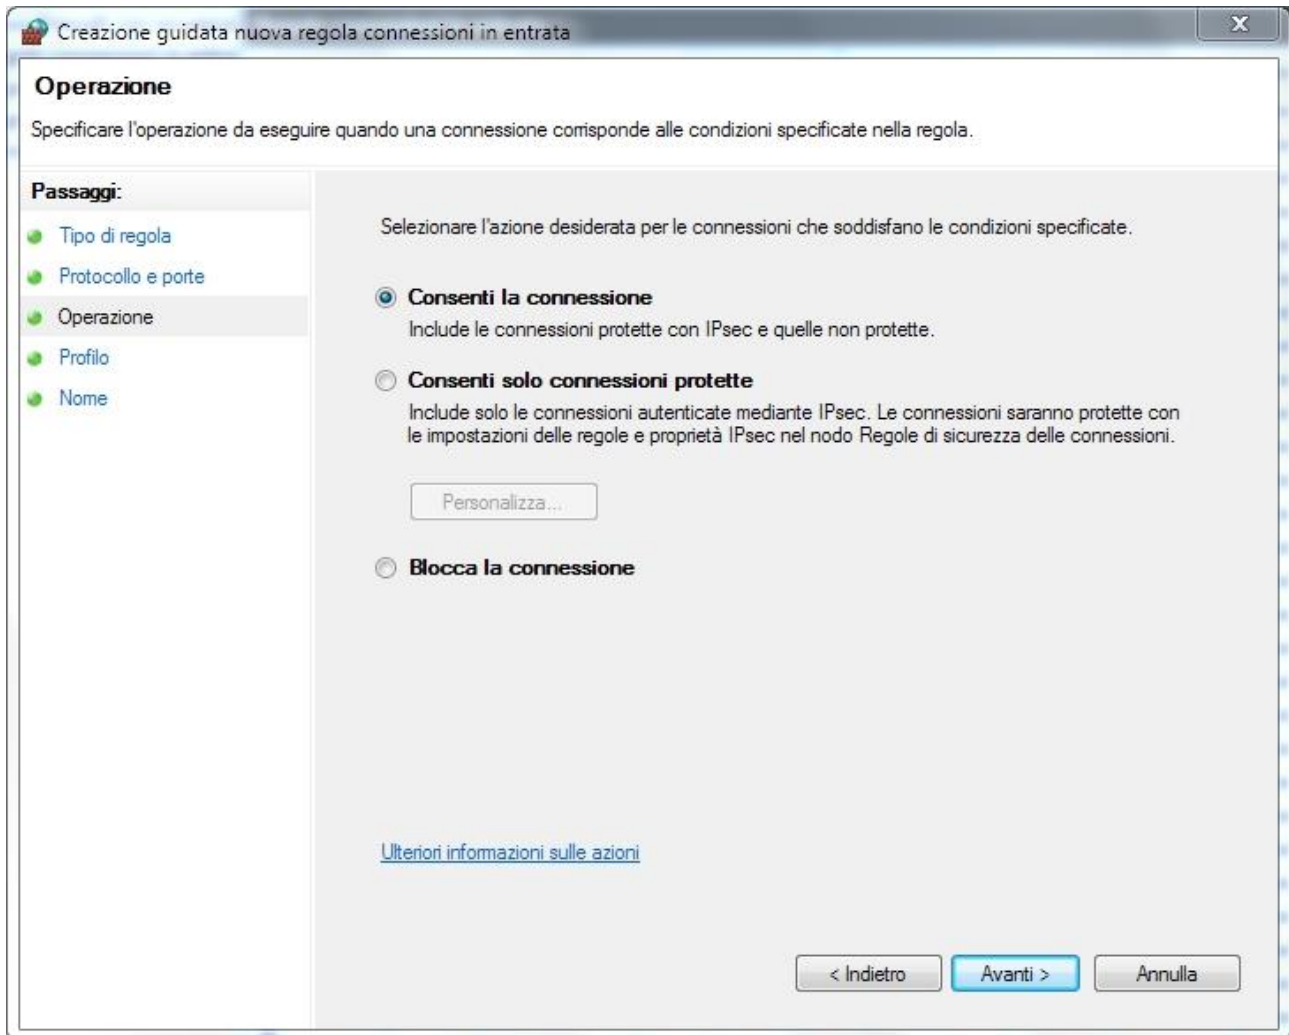 Creazione guidata nuova regola connessioni in entrata
X
Operazione
Specificare l'operazione da eseguire quando una connessione corrisponde alle condizioni specificate nella regola.
Passaggi:
Tipo di regola
Protocollo e porte
Operazione
Profilo
Nome
Selezionare l'azione desiderata per le connessioni che soddisfano le condizioni specificate.
Consenti la connessione
Include le connessioni protette con IPsec e quelle non protette.
Consenti solo connessioni protette
Include solo le connessioni autenticate mediante IPsec. Le connessioni saranno protette con
le impostazioni delle regole e proprietà IPsec nel nodo Regole di sicurezza delle connessioni.
Personalizza...
Blocca la connessione
Ulteriori informazioni sulle azioni
< Indietro
Avanti >
Annulla